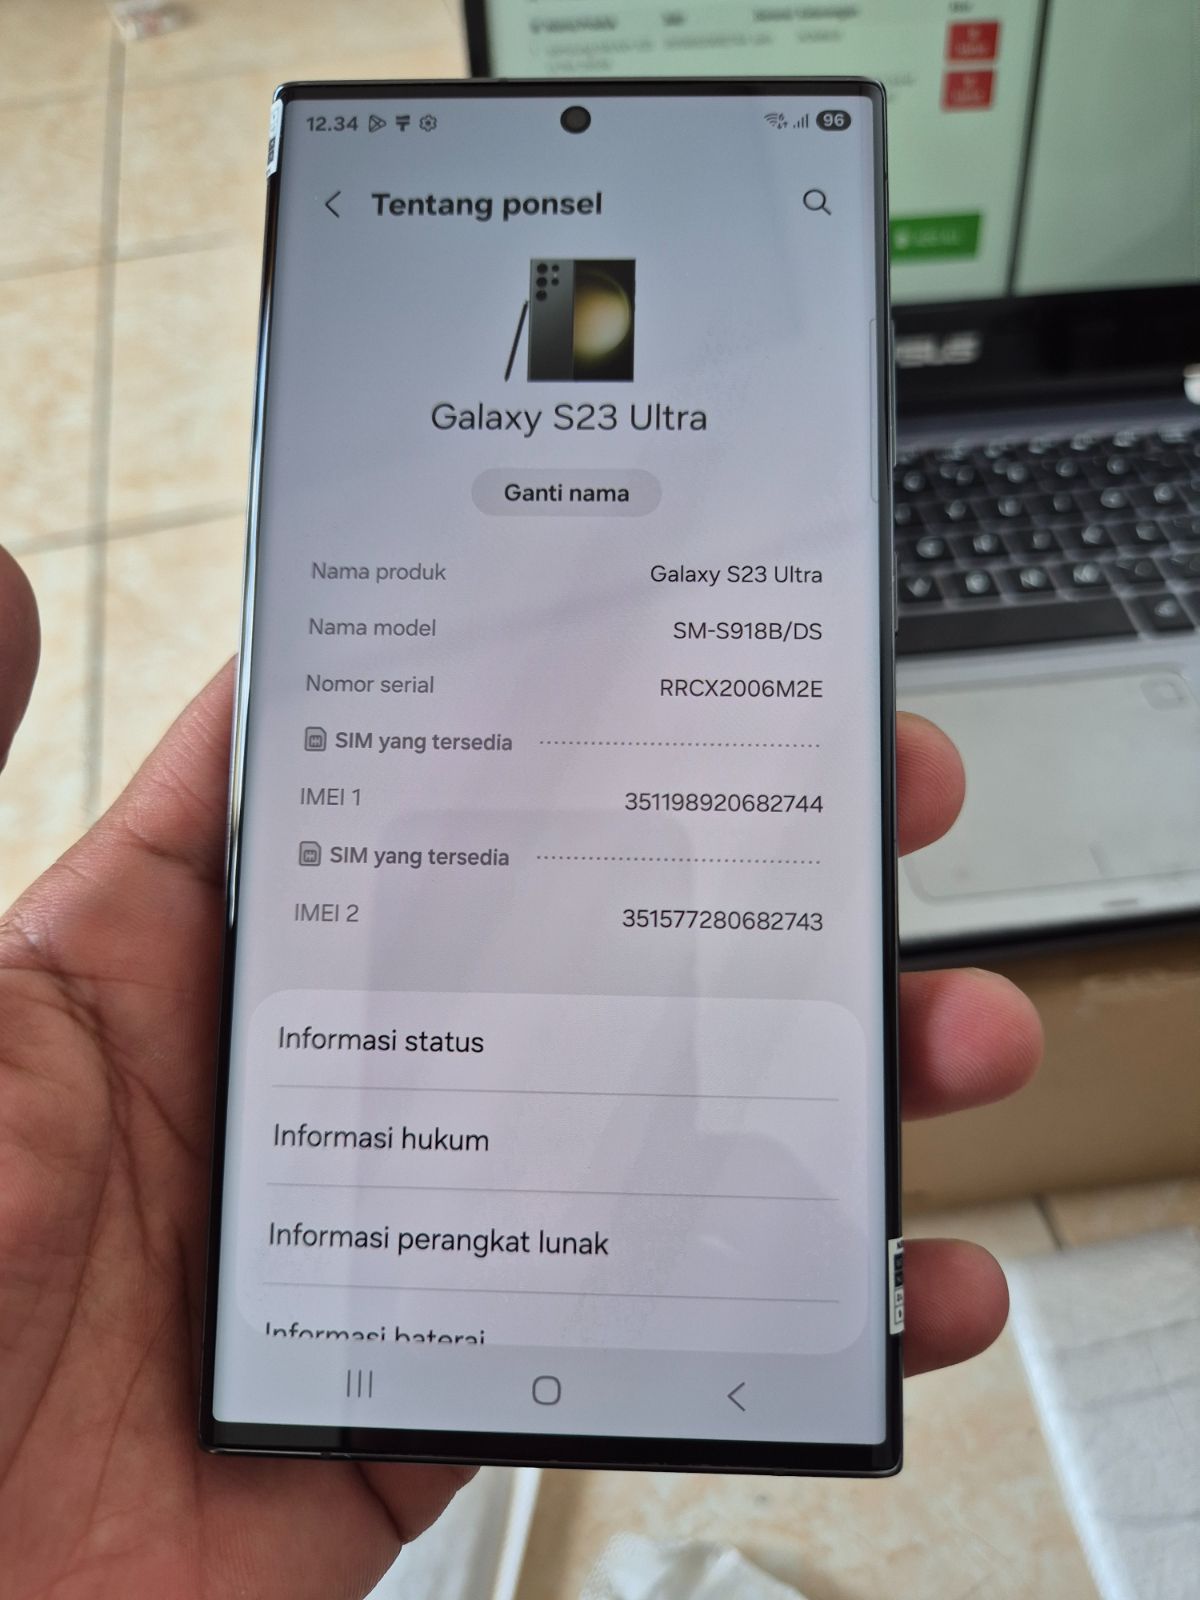 12.34
96
Tentang ponsel
Galaxy S23 Ultra
Ganti nama
Nama produk Galaxy S23 Ultra
Nama model SM-S918B/DS
Nomor serial RRCX2006M2E
SIM yang tersedia
IMEI 1 351198920682744
SIM yang tersedia
IMEI 2 351577280682743
Informasi status
Informasi hukum
Informasi perangkat lunak
Informasi baterai